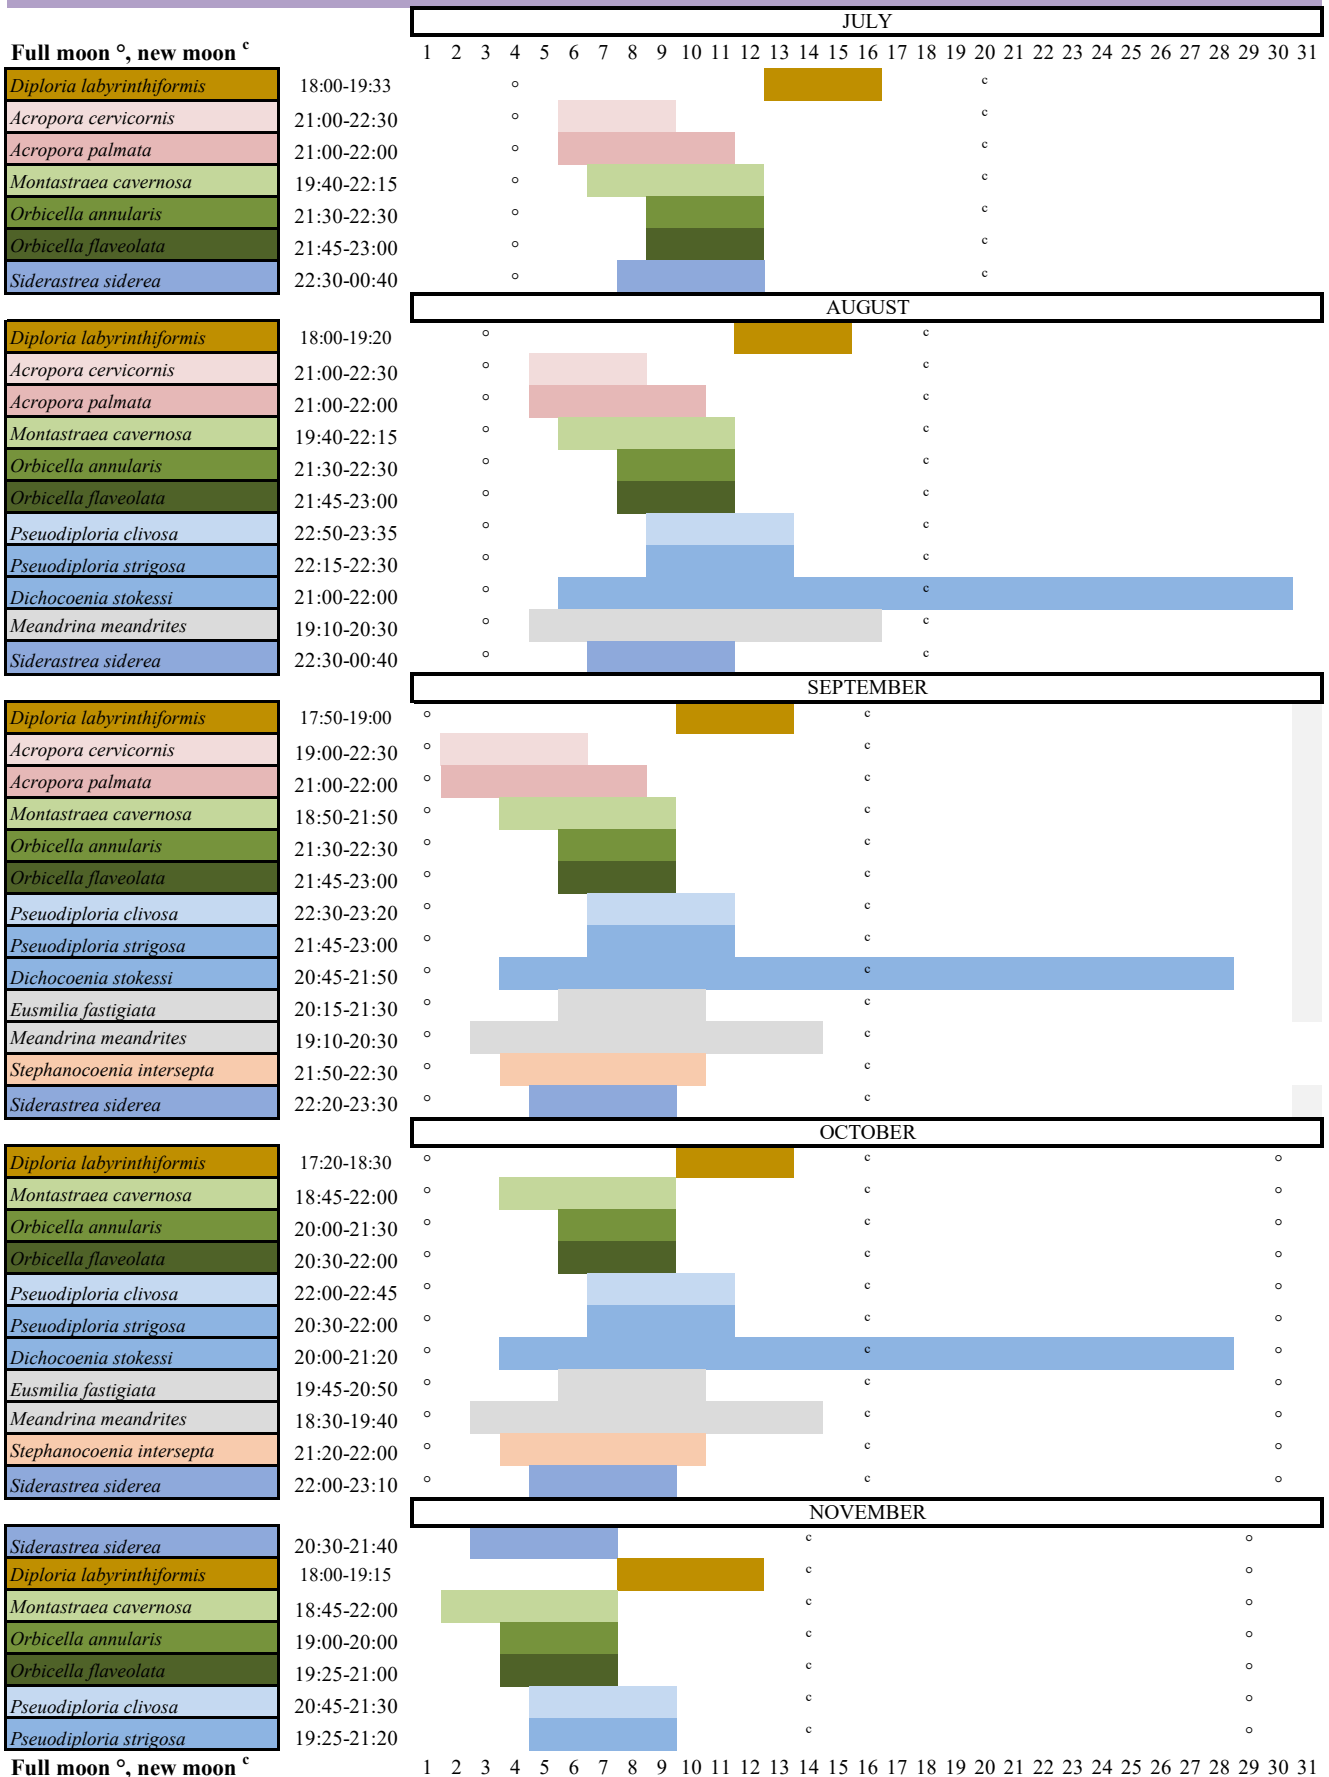 JULY
Full moon °, new moon c 1 2 3 4 5 6 7 8 9 10 11 12 13 14 15 16 17 18 19 20 21 22 23 24 25 26 27 28 29 30 31
Diploria labyrinthiformis 18:00-19:33 ° c
Acropora cervicornis 21:00-22:30 ° c
Acropora palmata 21:00-22:00 ° c
Montastraea cavernosa 19:40-22:15 ° c
Orbicella annularis 21:30-22:30 ° c
Orbicella flaveolata 21:45-23:00 ° c
Siderastrea siderea 22:30-00:40 ° c
AUGUST
Diploria labyrinthiformis 18:00-19:20 ° c
Acropora cervicornis 21:00-22:30 ° c
Acropora palmata 21:00-22:00 ° c
Montastraea cavernosa 19:40-22:15 ° c
Orbicella annularis 21:30-22:30 ° c
Orbicella flaveolata 21:45-23:00 ° c
Pseuodiploria clivosa 22:50-23:35 ° c
Pseuodiploria strigosa 22:15-22:30 ° c
Dichocoenia stokessi 21:00-22:00 ° c
Meandrina meandrites 19:10-20:30 ° c
Siderastrea siderea 22:30-00:40 ° c
SEPTEMBER
Diploria labyrinthiformis 17:50-19:00 ° c
Acropora cervicornis 19:00-22:30 ° c
Acropora palmata 21:00-22:00 ° c
Montastraea cavernosa 18:50-21:50 ° c
Orbicella annularis 21:30-22:30 ° c
Orbicella flaveolata 21:45-23:00 ° c
Pseuodiploria clivosa 22:30-23:20 ° c
Pseuodiploria strigosa 21:45-23:00 ° c
Dichocoenia stokessi 20:45-21:50 ° c
Eusmilia fastigiata 20:15-21:30 ° c
Meandrina meandrites 19:10-20:30 ° c
Stephanocoenia intersepta 21:50-22:30 ° c
Siderastrea siderea 22:20-23:30 ° c
OCTOBER
Diploria labyrinthiformis 17:20-18:30 ° c °
Montastraea cavernosa 18:45-22:00 ° c °
Orbicella annularis 20:00-21:30 ° c °
Orbicella flaveolata 20:30-22:00 ° c °
Pseuodiploria clivosa 22:00-22:45 ° c °
Pseuodiploria strigosa 20:30-22:00 ° c °
Dichocoenia stokessi 20:00-21:20 ° c °
Eusmilia fastigiata 19:45-20:50 ° c °
Meandrina meandrites 18:30-19:40 ° c °
Stephanocoenia intersepta 21:20-22:00 ° c °
Siderastrea siderea 22:00-23:10 ° c °
NOVEMBER
Siderastrea siderea 20:30-21:40 c °
Diploria labyrinthiformis 18:00-19:15 c °
Montastraea cavernosa 18:45-22:00 c °
Orbicella annularis 19:00-20:00 c °
Orbicella flaveolata 19:25-21:00 c °
Pseuodiploria clivosa 20:45-21:30 c °
Pseuodiploria strigosa 19:25-21:20 c °
Full moon °, new moon c 1 2 3 4 5 6 7 8 9 10 11 12 13 14 15 16 17 18 19 20 21 22 23 24 25 26 27 28 29 30 31